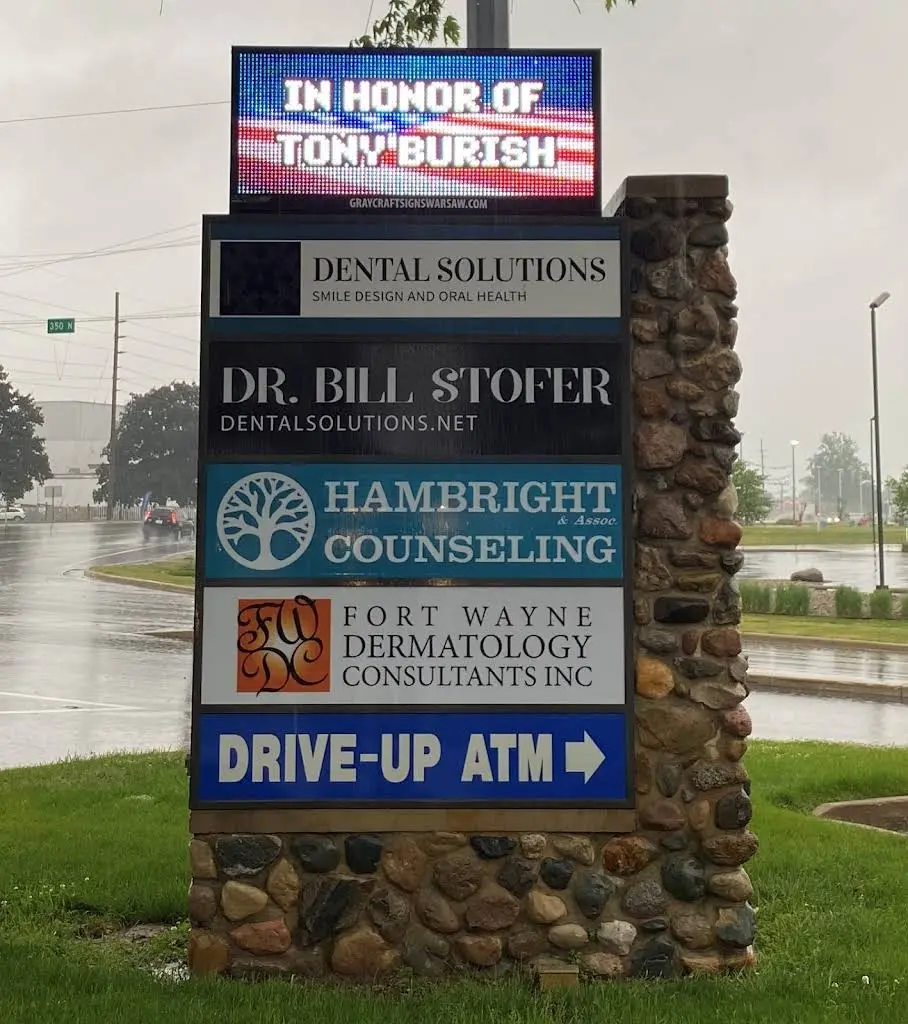 IN HONOR OF
TONY BURISH
GRAYCRAFTSIGNSWARSAW.COM
DENTAL SOLUTIONS
SMILE DESIGN AND ORAL HEALTH
350 N
DR. BILL STOFER
DENTALSOLUTIONS.NET
HAMBRIGHT
& Assoc.
COUNSELING
FWDC
FORT WAYNE
DERMATOLOGY
CONSULTANTS INC
DRIVE-UP ATM